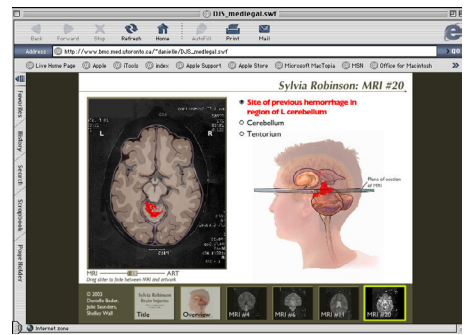 DJS_medlegal.swf
Back Forward Stop Refresh Home AutoFill Print Mail
Address http://www.bmc.med.utoronto.ca/~danielle/DJS_medlegal.swf go
Live Home Page Apple iTools index Apple Support Apple Store Microsoft MacTopia MSN Office for Macintosh
Favorites
History
Search
Scrapbook
Page Holder
Sylvia Robinson: MRI #20
L R
Site of previous hemorrhage in
region of L cerebellum
Cerebellum
Tentorium
Plane of section
of MRI
MRI ART
Drag slider to fade between MRI and artwork
© 2003
Danielle Bader,
John Saunders,
Shelley Wall
Sylvia Robinson
Brain Injuries
Title
Overview
MRI #4
MRI #6
MRI #20
Internet zone